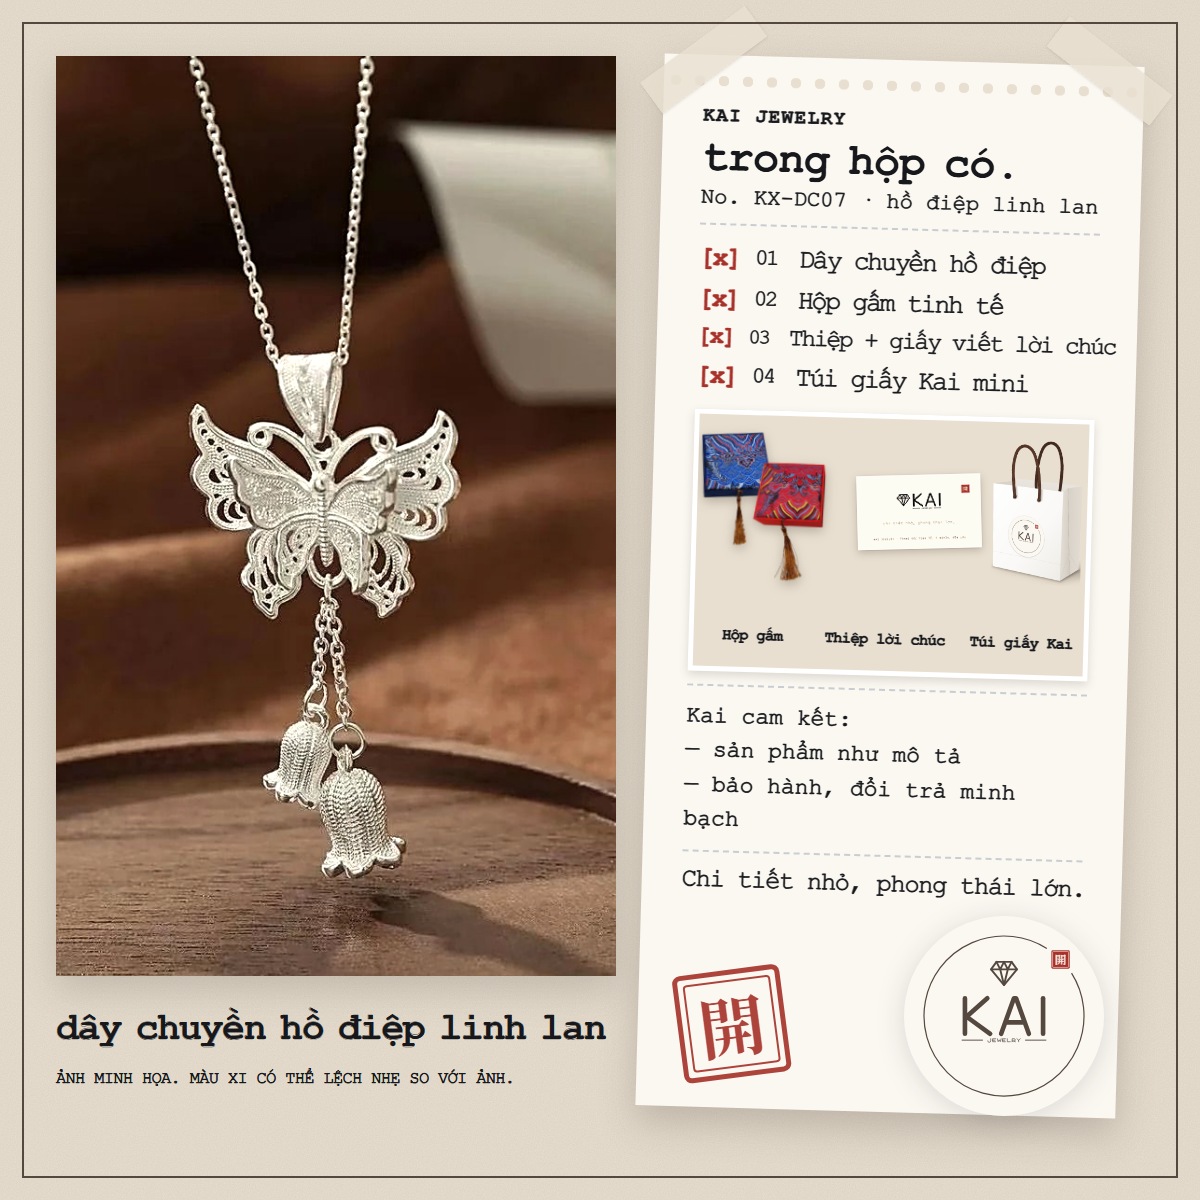 KAI JEWELRY
trong hộp có.
No. KX-DC07 · hồ điệp linh lan
[x] 01 Dây chuyền hồ điệp
[x] 02 Hộp gấm tinh tế
[x] 03 Thiệp + giấy viết lời chúc
[x] 04 Túi giấy Kai mini
KAI
KAI
Hộp gấm Thiệp lời chúc Túi giấy Kai
Kai cam kết:
— sản phẩm như mô tả
— bảo hành, đổi trả minh
bạch
Chi tiết nhỏ, phong thái lớn.
開
開
KAI
JEWELRY
dây chuyền hồ điệp linh lan
ẢNH MINH HỌA. MÀU XI CÓ THỂ LỆCH NHẸ SO VỚI ẢNH.